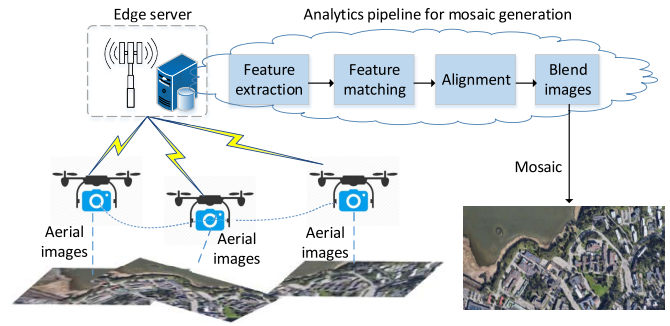 Edge server
Analytics pipeline for mosaic generation
Feature
extraction
Feature
matching
Alignment
Blend
images
Mosaic
Aerial
images
Aerial
images
Aerial
images